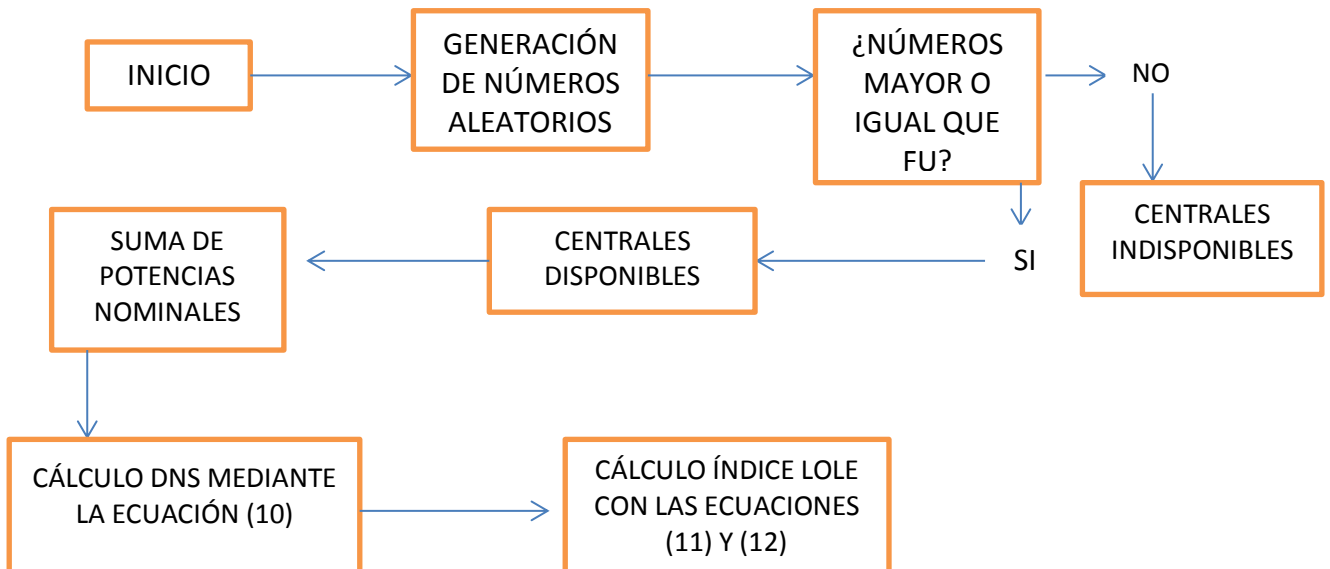 INICIO
GENERACIÓN
DE NÚMEROS
ALEATORIOS
¿NÚMEROS
MAYOR O
IGUAL QUE
FU?
NO
CENTRALES
INDISPONIBLES
SI
CENTRALES
DISPONIBLES
SUMA DE
POTENCIAS
NOMINALES
CÁLCULO DNS MEDIANTE
LA ECUACIÓN (10)
CÁLCULO ÍNDICE LOLE
CON LAS ECUACIONES
(11) Y (12)